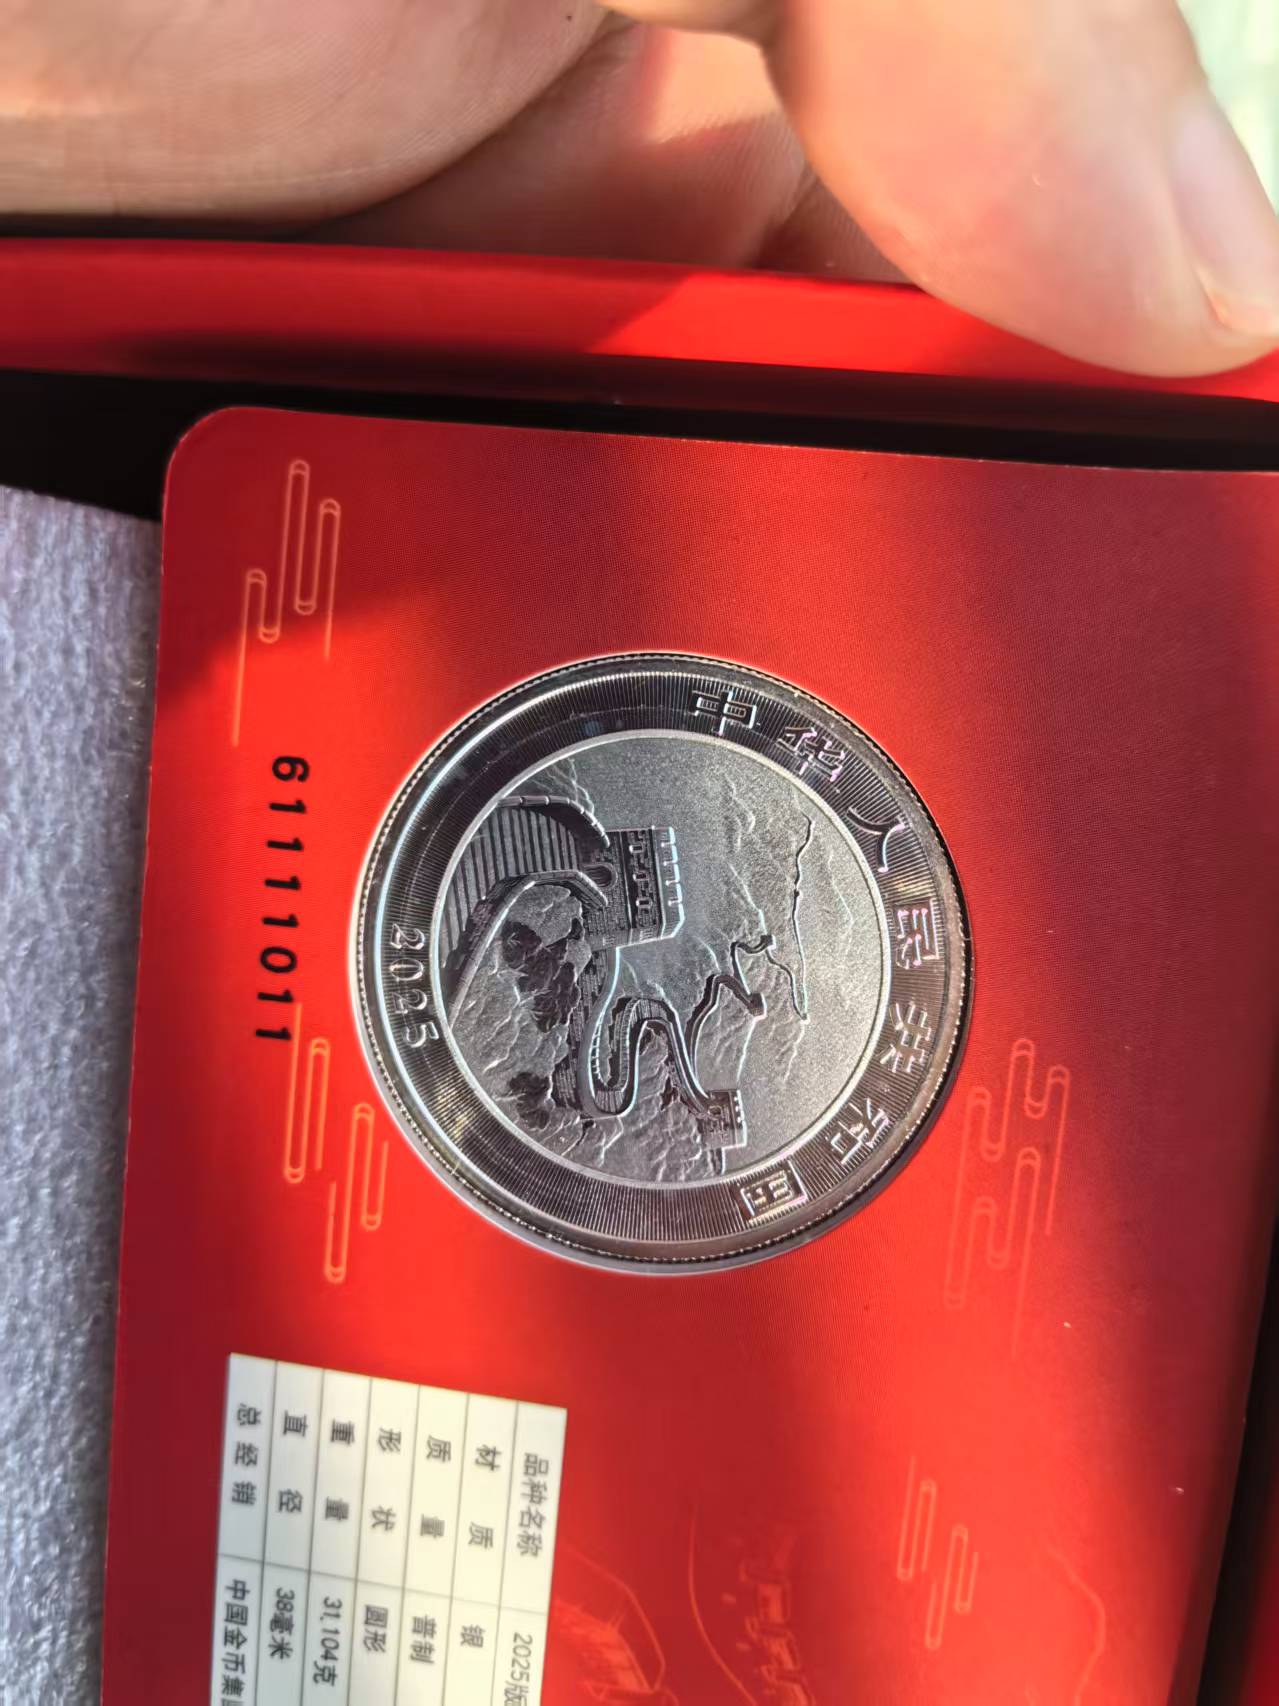 中华人民共和国
2025
61111011
品种名称 2025版
材质 银
质量 普制
形状 圆形
重量 31.104克
直径 38毫米
总经销 中国金币集